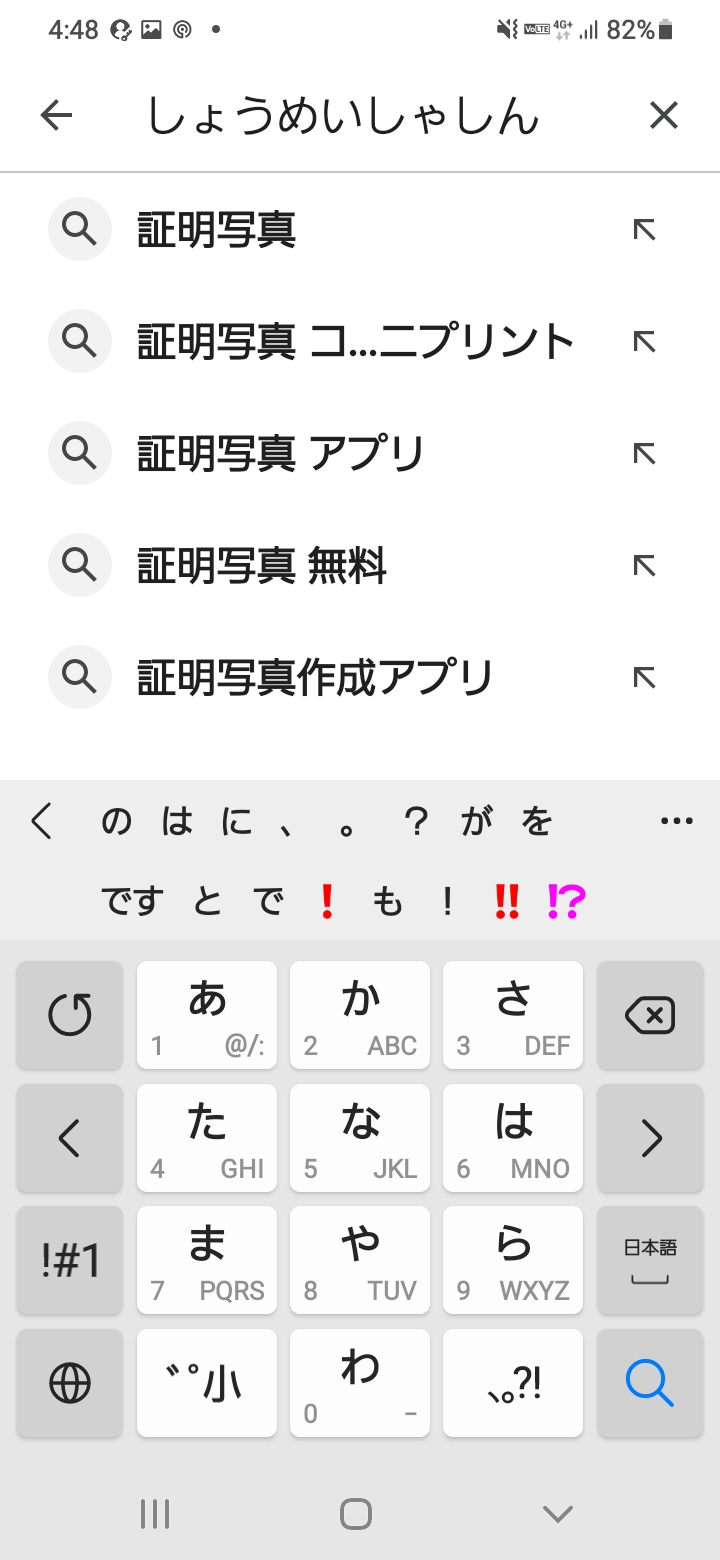 4:48 VoLTE 4G+ 82%
しょうめいしゃしん
証明写真
証明写真 コ...ニプリント
証明写真 アプリ
証明写真 無料
証明写真作成アプリ
の は に 、 。 ? が を ...
です と で ! も ! !! !?
あ か さ
1 @/: 2 ABC 3 DEF
た な は
4 GHI 5 JKL 6 MNO
!#1 ま や ら 日本語
7 PQRS 8 TUV 9 WXYZ
゛゜小 わ 、。?!
0 −